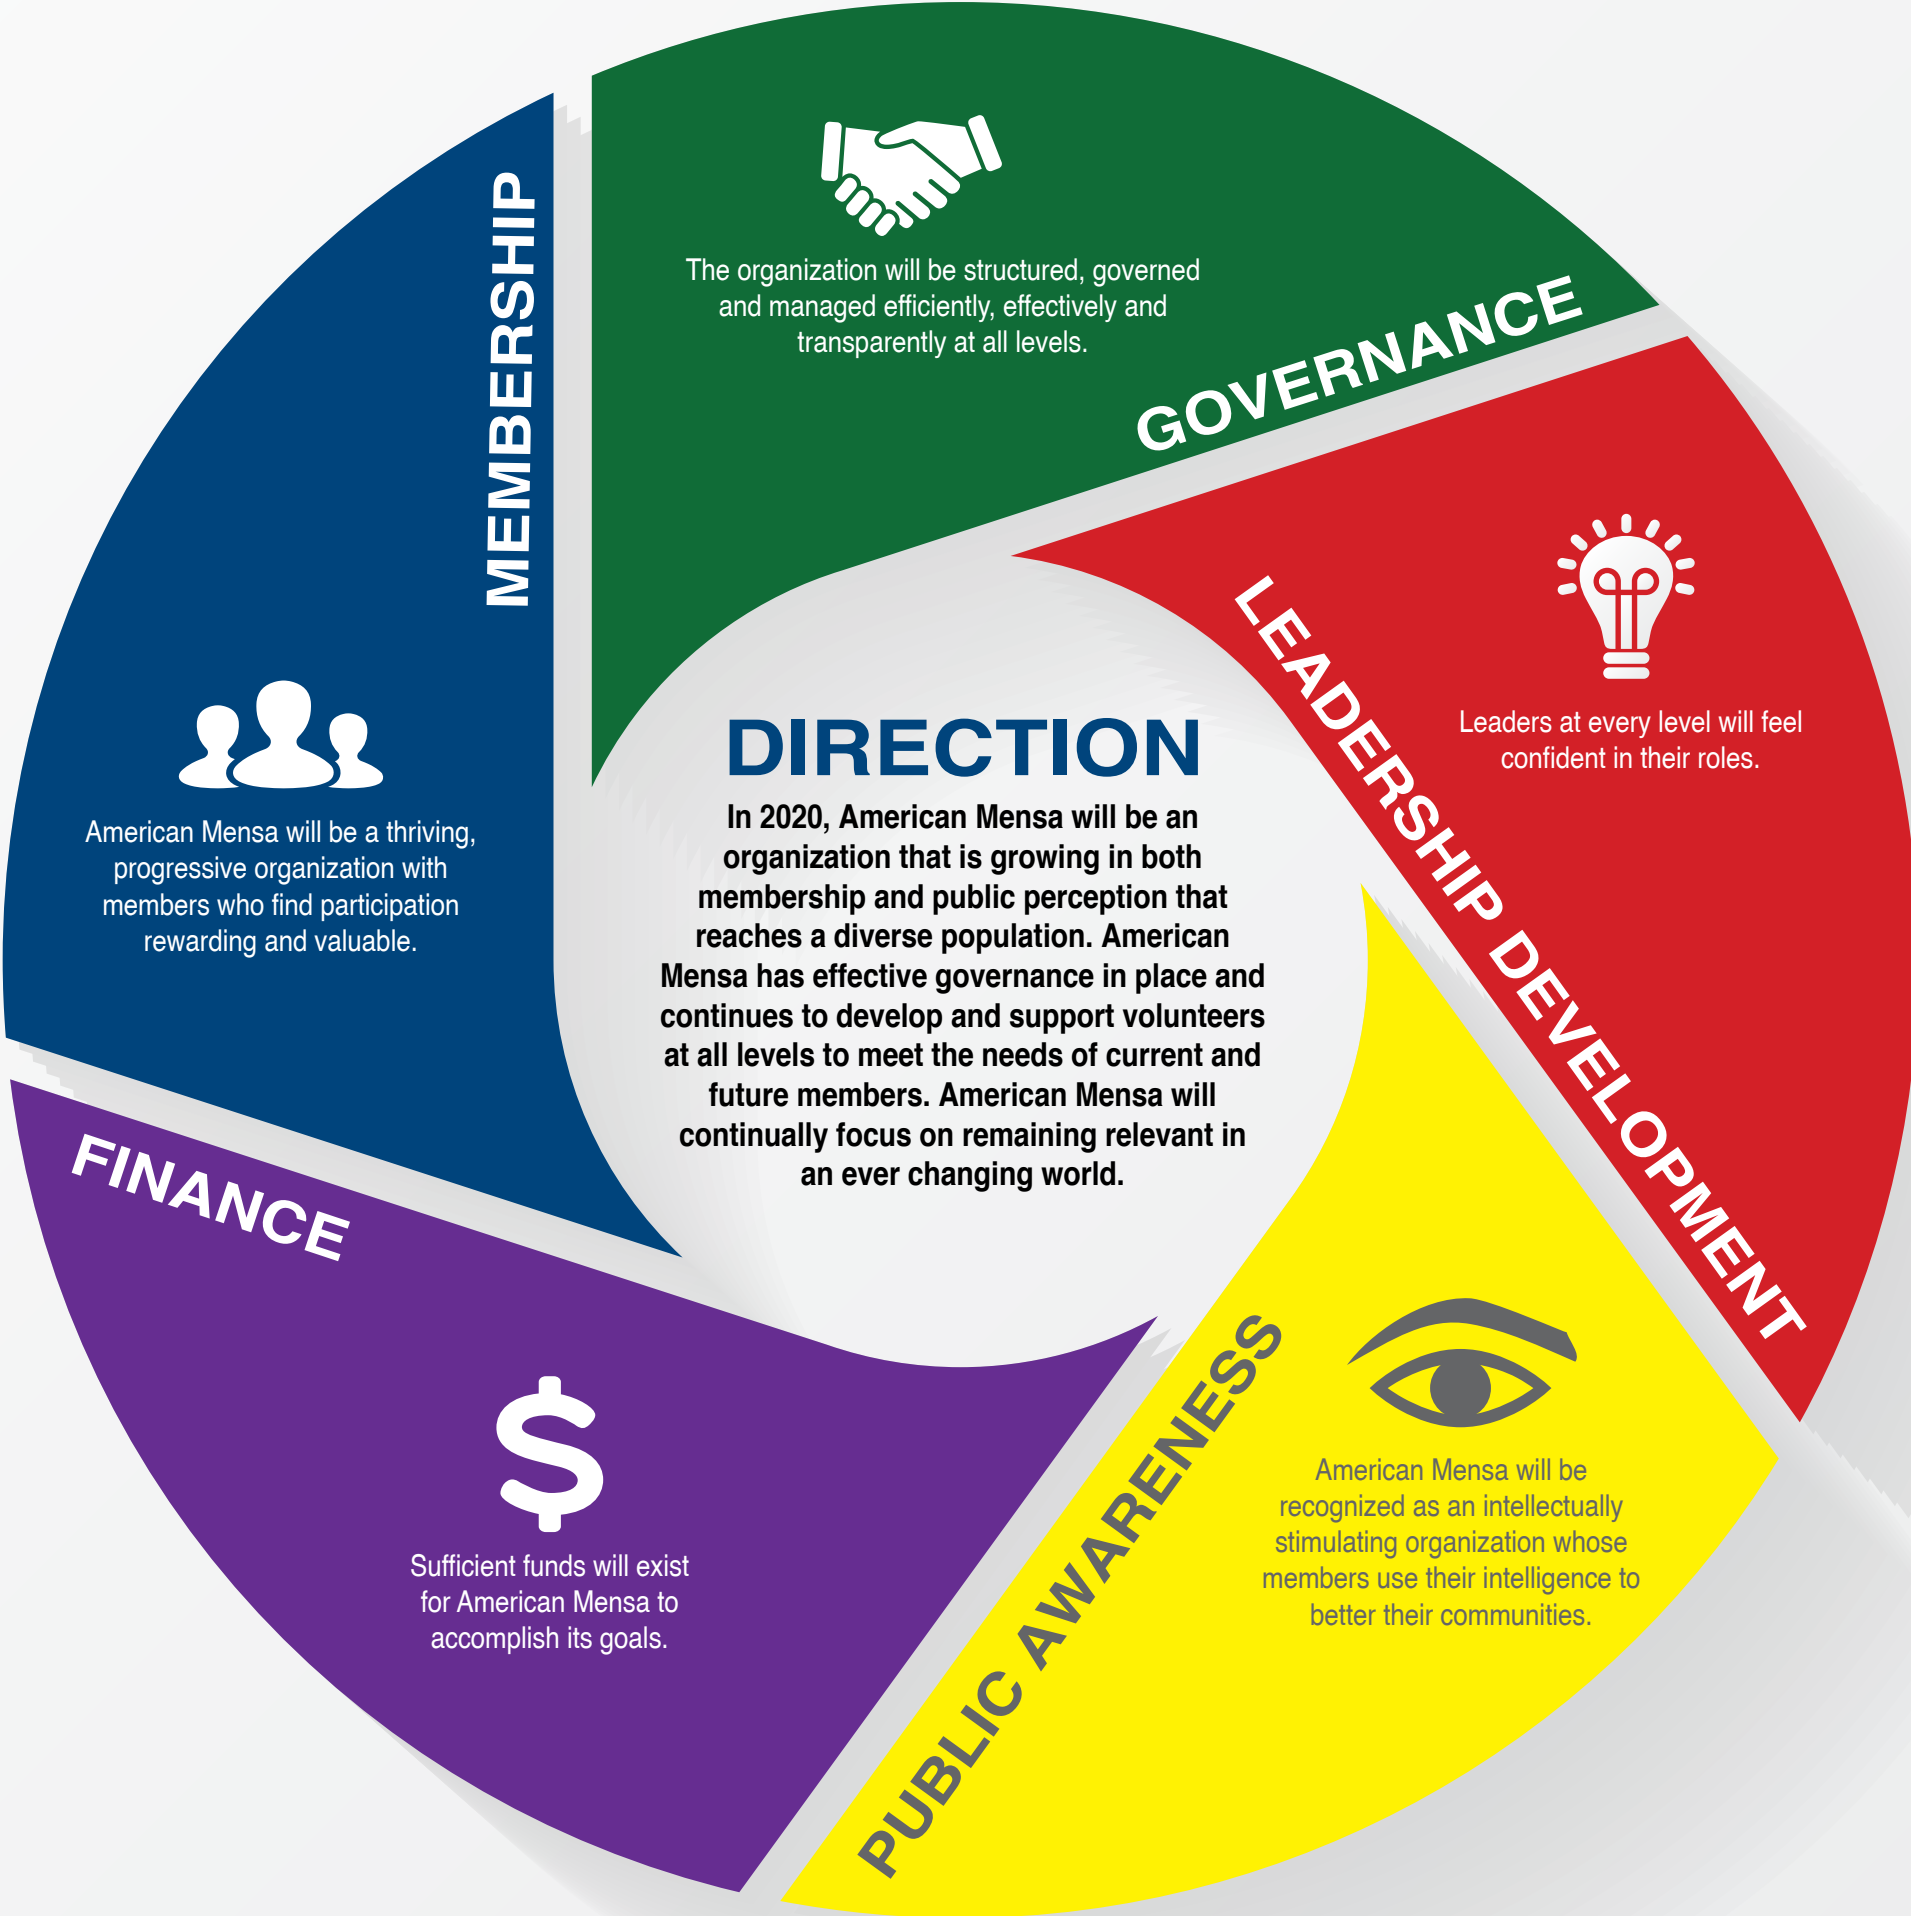 MEMBERSHIP
American Mensa will be a thriving,
progressive organization with
members who find participation
rewarding and valuable.
The organization will be structured, governed
and managed efficiently, effectively and
transparently at all levels.
GOVERNANCE
LEADERSHIP DEVELOPMENT
Leaders at every level will feel
confident in their roles.
DIRECTION
In 2020, American Mensa will be an
organization that is growing in both
membership and public perception that
reaches a diverse population. American
Mensa has effective governance in place and
continues to develop and support volunteers
at all levels to meet the needs of current and
future members. American Mensa will
continually focus on remaining relevant in
an ever changing world.
FINANCE
$
Sufficient funds will exist
for American Mensa to
accomplish its goals.
PUBLIC AWARENESS
American Mensa will be
recognized as an intellectually
stimulating organization whose
members use their intelligence to
better their communities.